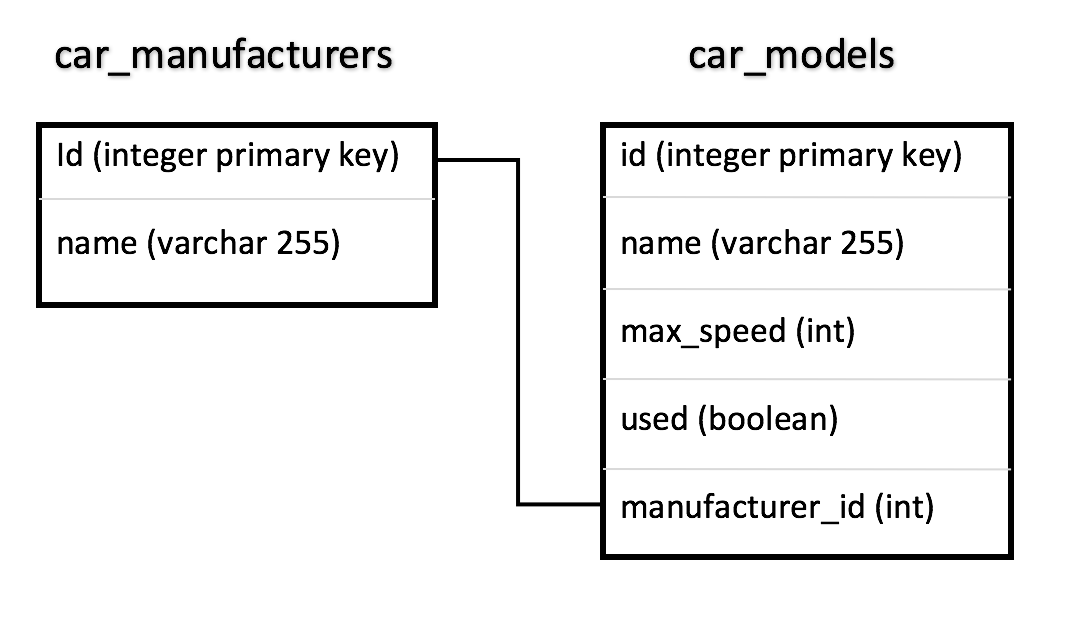 car_manufacturers
Id (integer primary key)
name (varchar 255)
car_models
id (integer primary key)
name (varchar 255)
max_speed (int)
used (boolean)
manufacturer_id (int)